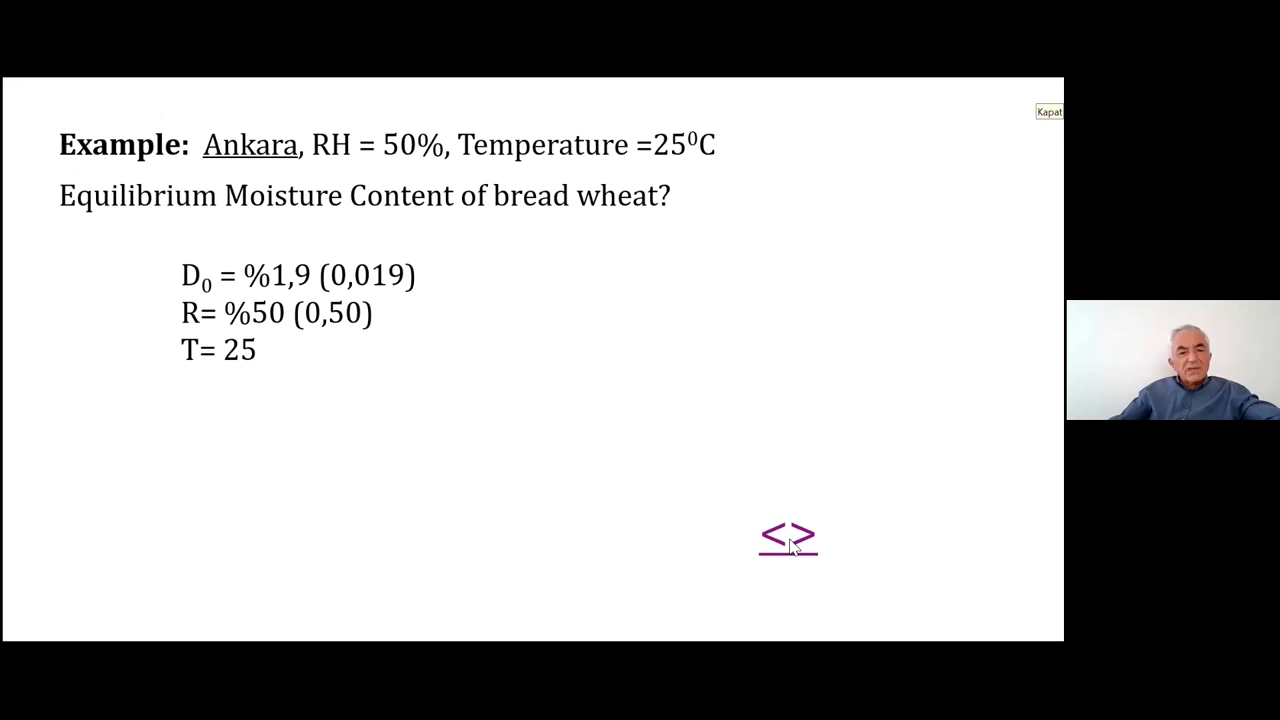 Kapat
Example: Ankara, RH = 50%, Temperature =25⁰C
Equilibrium Moisture Content of bread wheat?
D₀ = %1,9 (0,019)
R= %50 (0,50)
T= 25
<>